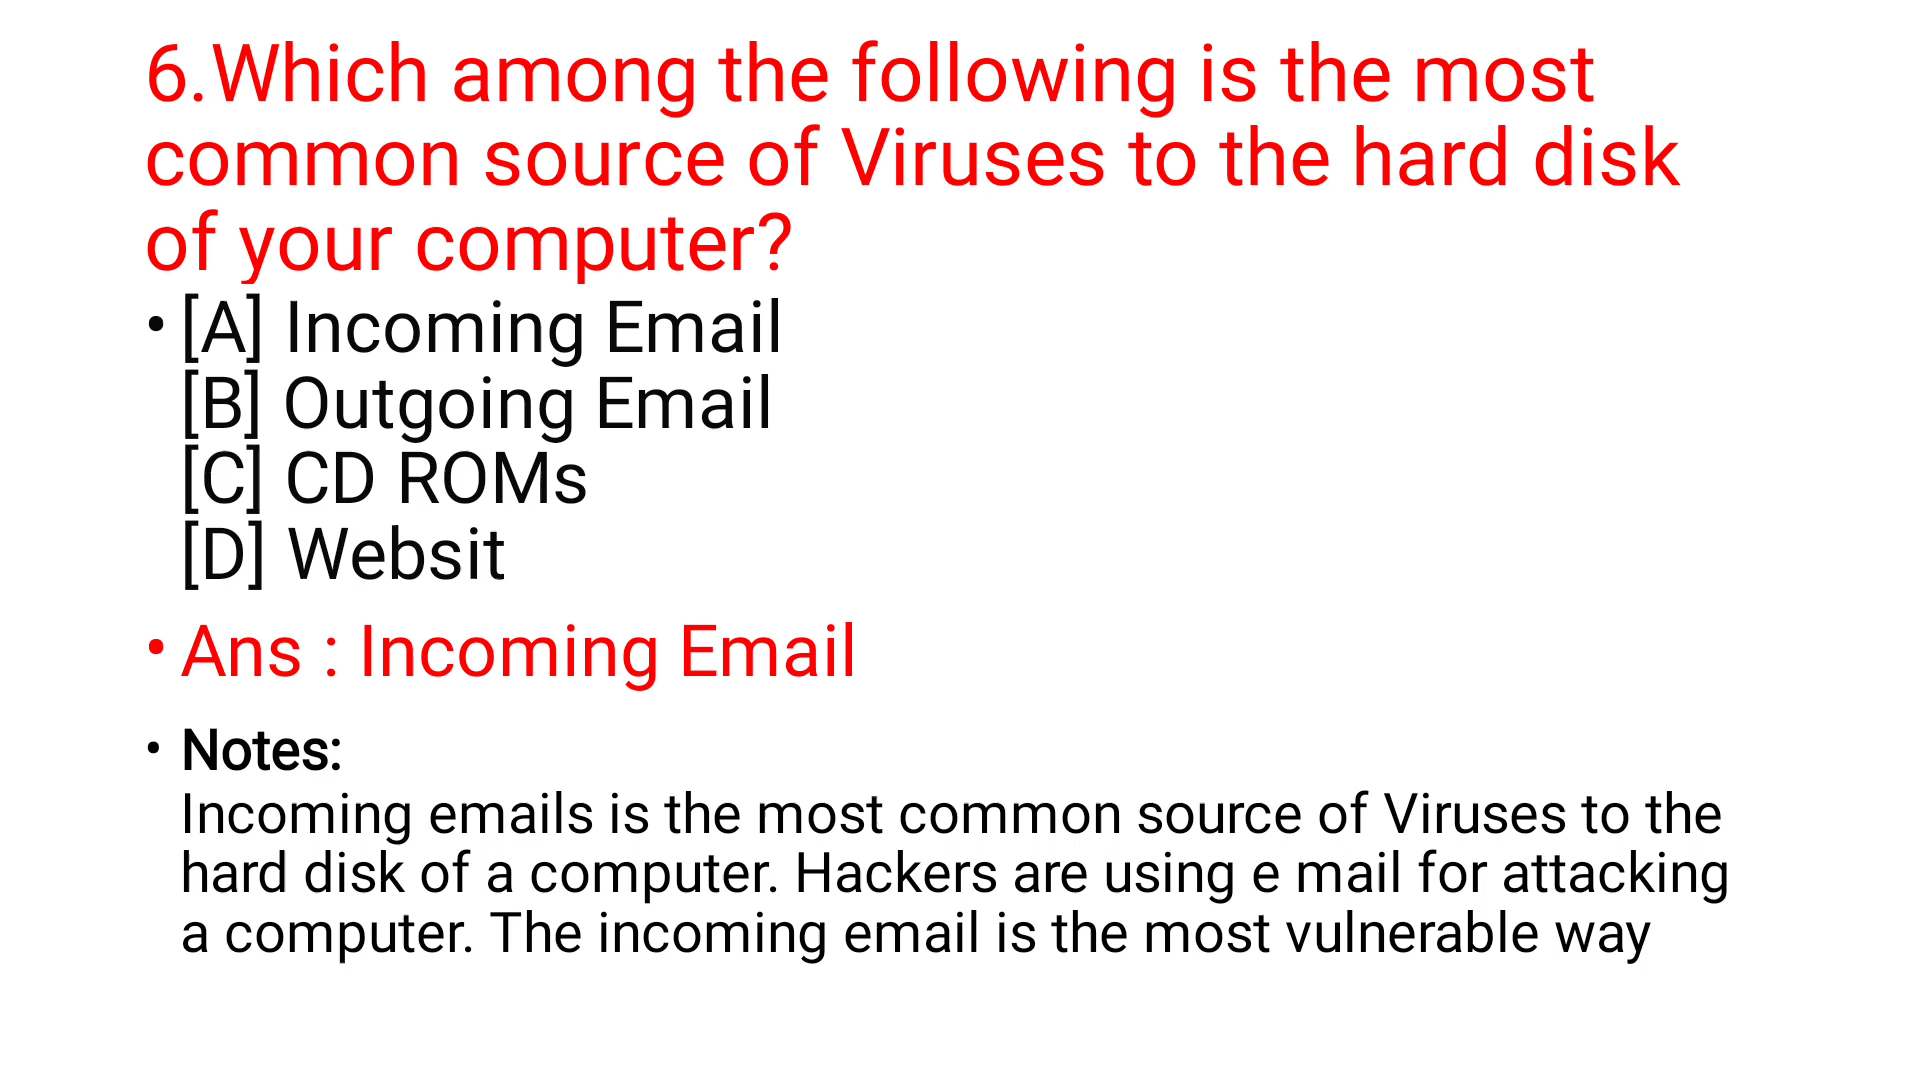 6.Which among the following is the most
common source of Viruses to the hard disk
of your computer?
• [A] Incoming Email
[B] Outgoing Email
[C] CD ROMs
[D] Websit
• Ans : Incoming Email
• Notes:
Incoming emails is the most common source of Viruses to the
hard disk of a computer. Hackers are using e mail for attacking
a computer. The incoming email is the most vulnerable way